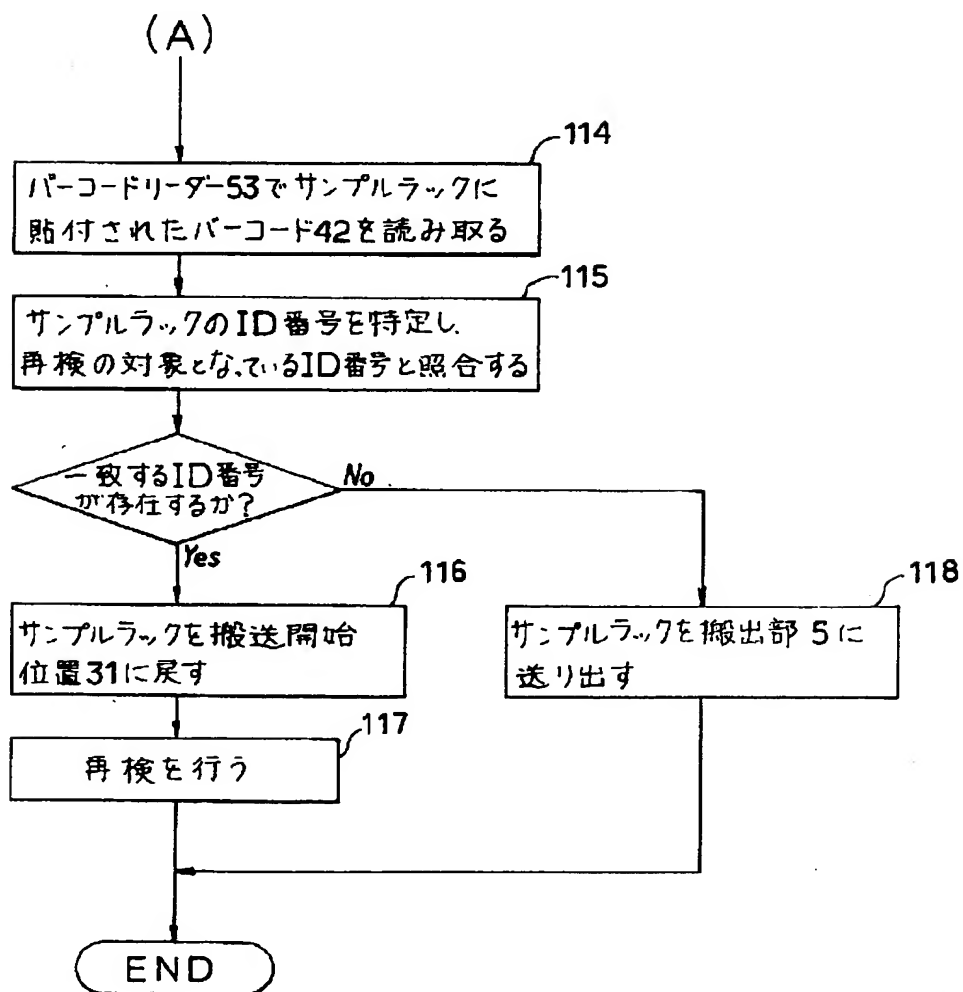 (A)
114
バーコードリーダー53でサンプルラックに
貼付されたバーコード42を読み取る
115
サンプルラックのID番号を特定し、
再検の対象となっているID番号と照合する
一致するID番号
が存在するか?
No
Yes
116
サンプルラックを搬送開始
位置31に戻す
118
サンプルラックを搬出部5に
送り出す
117
再検を行う
END